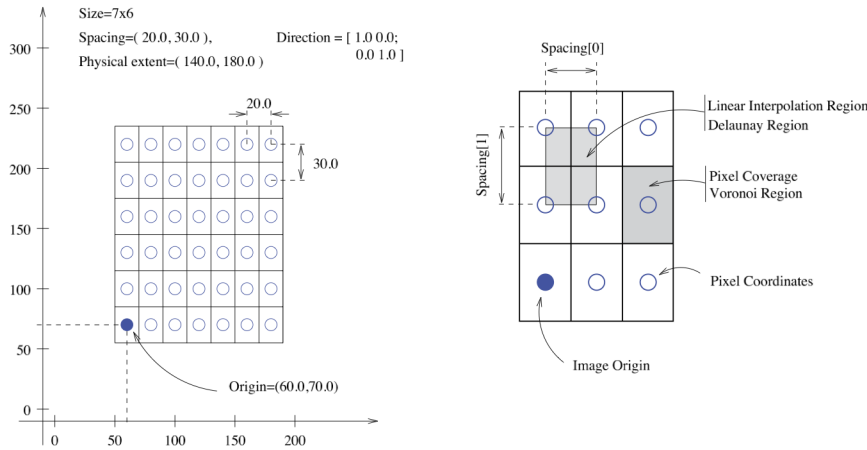 Size=7x6
Spacing=( 20.0, 30.0 ),
Physical extent=( 140.0, 180.0 )
Direction = [ 1.0 0.0;
0.0 1.0 ]
300
250
200
150
100
50
0
0
50
100
150
200
20.0
30.0
Origin=(60.0,70.0)
Spacing[0]
Spacing[1]
Linear Interpolation Region
Delaunay Region
Pixel Coverage
Voronoi Region
Pixel Coordinates
Image Origin